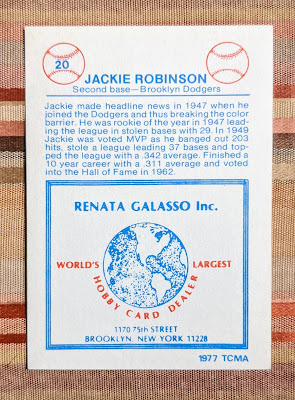 20
JACKIE ROBINSON
Second base—Brooklyn Dodgers
Jackie made headline news in 1947 when he
joined the Dodgers and thus breaking the color
barrier. He was rookie of the year in 1947 lead-
ing the league in stolen bases with 29. In 1949
Jackie was voted MVP as he banged out 203
hits, stole a league leading 37 bases and top-
ped the league with a .342 average. Finished a
10 year career with a .311 average and voted
into the Hall of Fame in 1962.
RENATA GALASSO Inc.
WORLD'S LARGEST
HOBBY CARD DEALER
1170 75th STREET
BROOKLYN, NEW YORK 11228
1977 TCMA